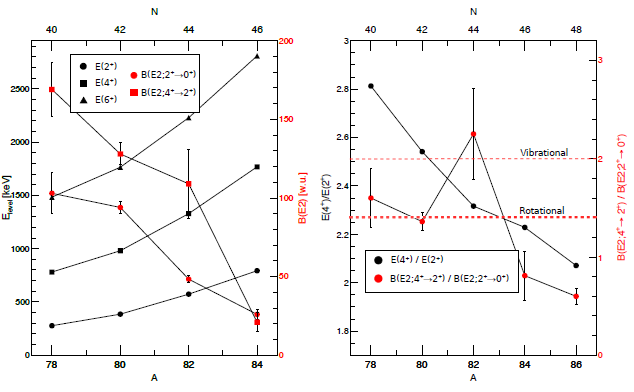 N
40 42 44 46
E(2⁺)
E(4⁺)
E(6⁺)
B(E2;2⁺→0⁺)
B(E2;4⁺→2⁺)
E_level [keV]
2500
2000
1500
1000
500
0
200
150
100
50
0
B(E2) [w.u.]
78 80 82 84
A
N
40 42 44 46 48
E(4⁺)/E(2⁺)
3
2.8
2.6
2.4
2.2
2
1.8
Vibrational
Rotational
E(4⁺) / E(2⁺)
B(E2;4⁺→2⁺) / B(E2;2⁺→0⁺)
3
2
1
0
B(E2;4⁺→ 2⁺) / B(E2;2⁺→ 0⁺)
78 80 82 84 86
A